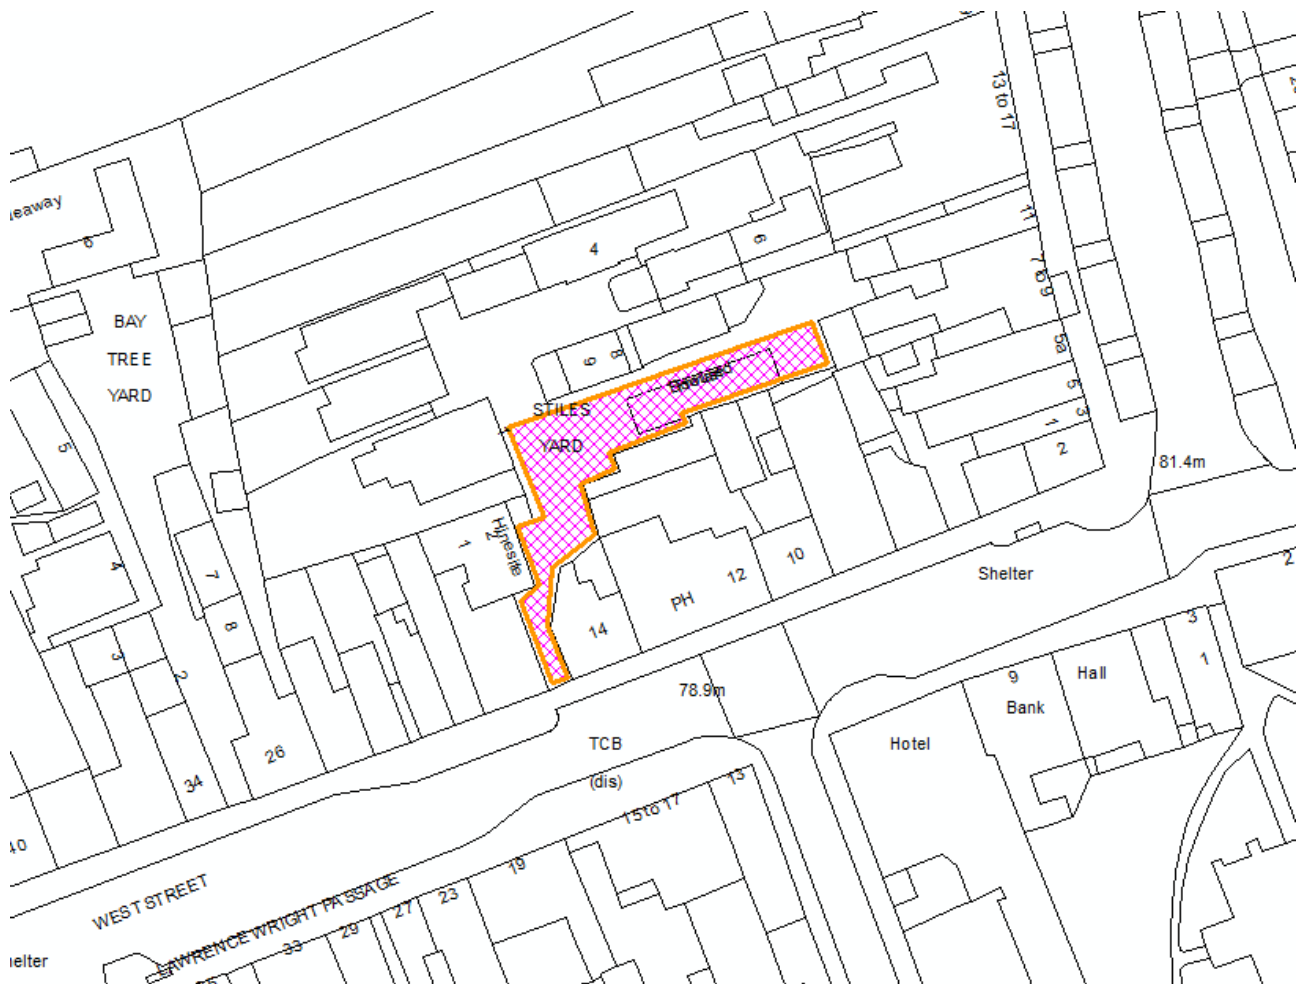 13 to 17
eaway
6
4
6
11
7 to 9
BAY
TREE
YARD
9
8
5a
STILES
YARD
5
3
1
2
81.4m
5
Hinesite
1
2
4
7
8
12
10
Shelter
2
PH
14
3
1
3
2
9
Hall
Bank
78.9m
TCB
(dis)
Hotel
26
34
13
15 to 17
40
19
WEST STREET
LAWRENCE WRIGHT PASSAGE
23
27
29
33
elter